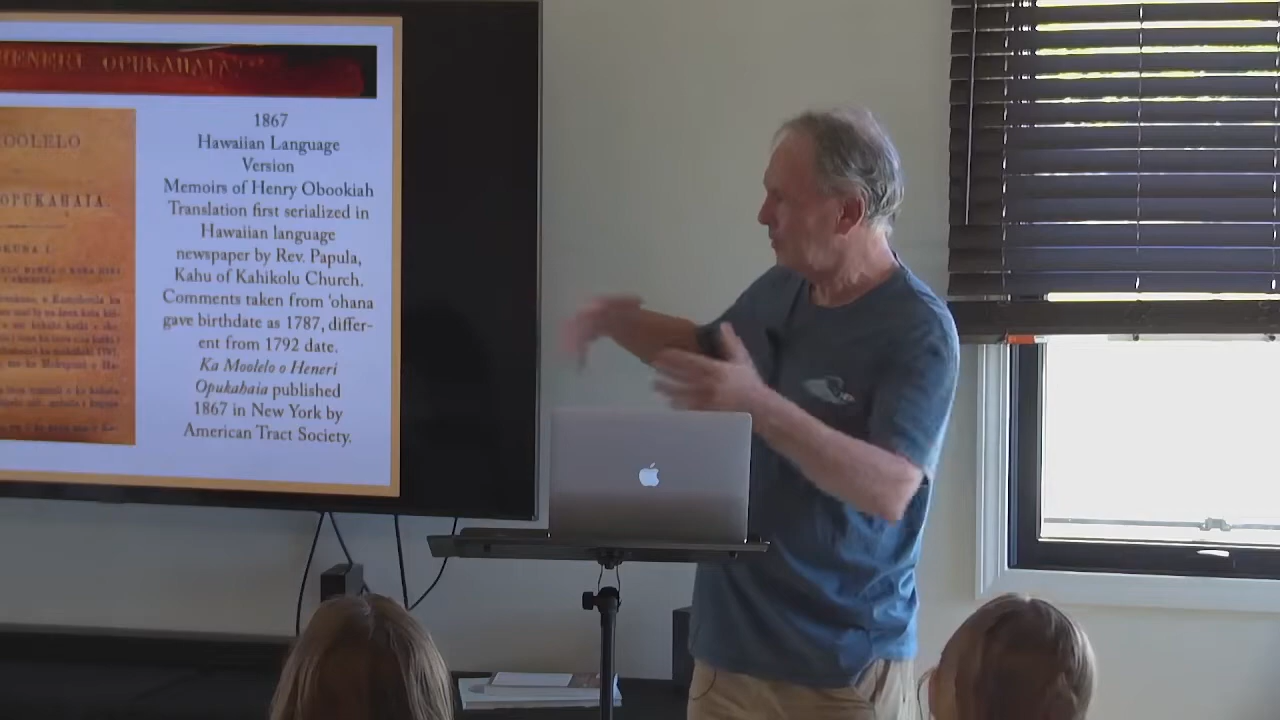 HENERI OPUKAHAIA.
MOOLELO
OPUKAHAIA.
MOKUNA I.
1867
Hawaiian Language
Version
Memoirs of Henry Obookiah
Translation first serialized in
Hawaiian language
newspaper by Rev. Papula,
Kahu of Kahikolu Church.
Comments taken from ‘ohana
gave birthdate as 1787, differ-
ent from 1792 date.
Ka Moolelo o Heneri
Opukahaia published
1867 in New York by
American Tract Society.